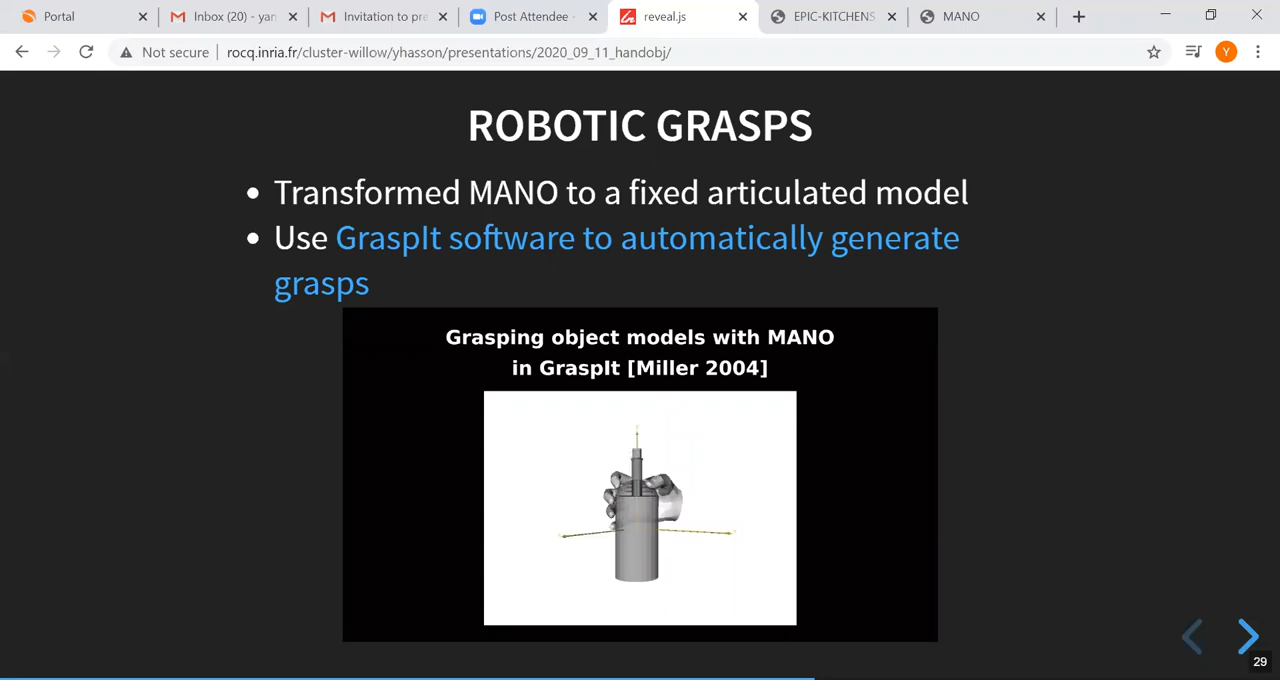 Portal
Inbox (20) - yan
Invitation to pre
Post Attendee -
reveal.js
EPIC-KITCHENS
MANO
Not secure
rocq.inria.fr/cluster-willow/yhasson/presentations/2020_09_11_handobj/
Y
ROBOTIC GRASPS
• Transformed MANO to a fixed articulated model
• Use GraspIt software to automatically generate
grasps
Grasping object models with MANO
in GraspIt [Miller 2004]
29